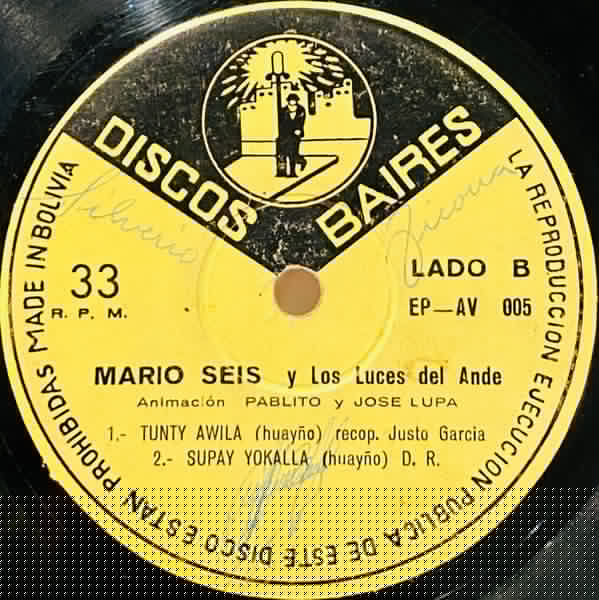 DISCOS BAIRES
33
R. P. M.
LADO B
EP—AV 005
MARIO SEIS y Los Luces del Ande
Animación PABLITO y JOSE LUPA
1.- TUNTY AWILA (huayño) recop. Justo Garcia
2.- SUPAY YOKALLA (huayño) D. R.
LA REPRODUCCION EJECUCION PUBLICA DE ESTE DISCO ESTAN PROHIBIDAS MADE IN BOLIVIA
Silverio